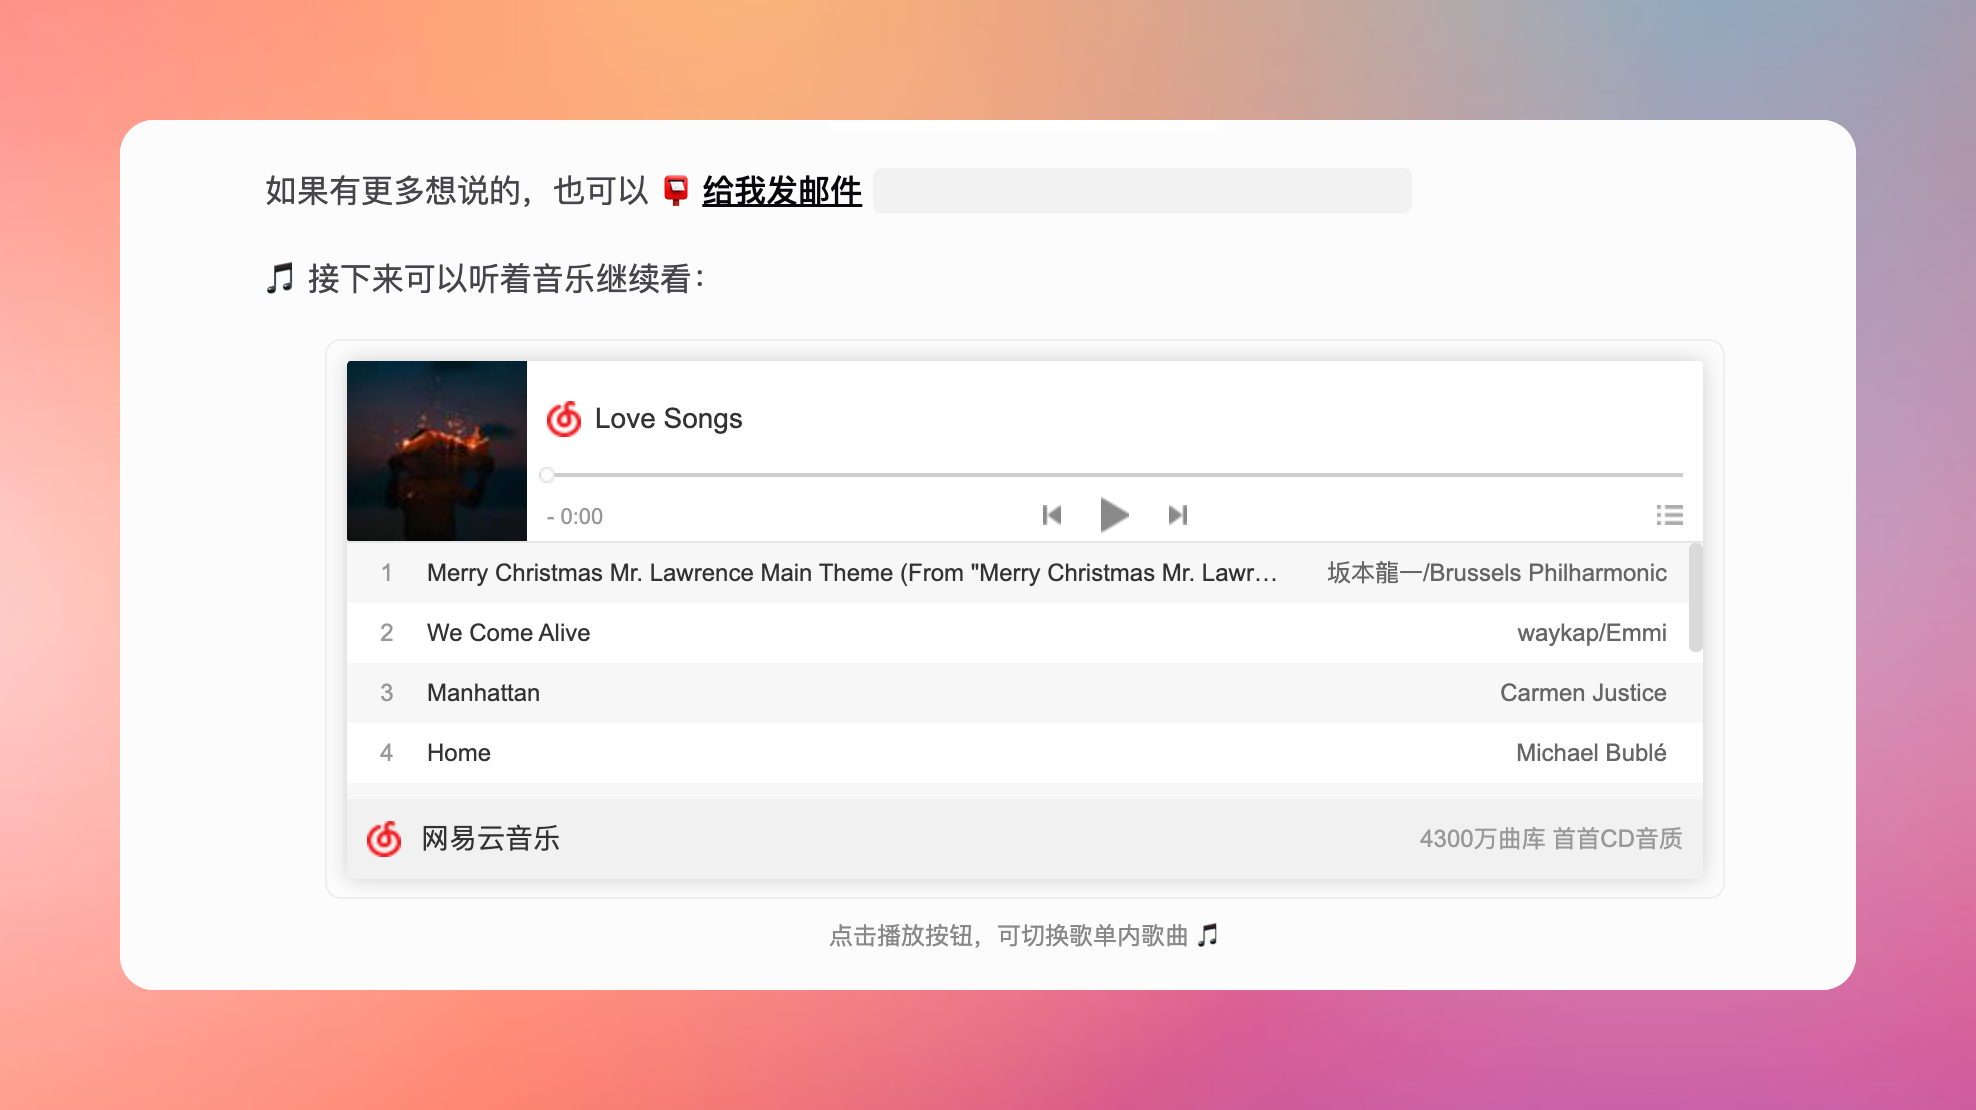 如果有更多想说的，也可以 📮 给我发邮件
🎵 接下来可以听着音乐继续看：
Love Songs
- 0:00
1 Merry Christmas Mr. Lawrence Main Theme (From "Merry Christmas Mr. Lawr… 坂本龍一/Brussels Philharmonic
2 We Come Alive waykap/Emmi
3 Manhattan Carmen Justice
4 Home Michael Bublé
网易云音乐 4300万曲库 首首CD音质
点击播放按钮，可切换歌单内歌曲 🎵